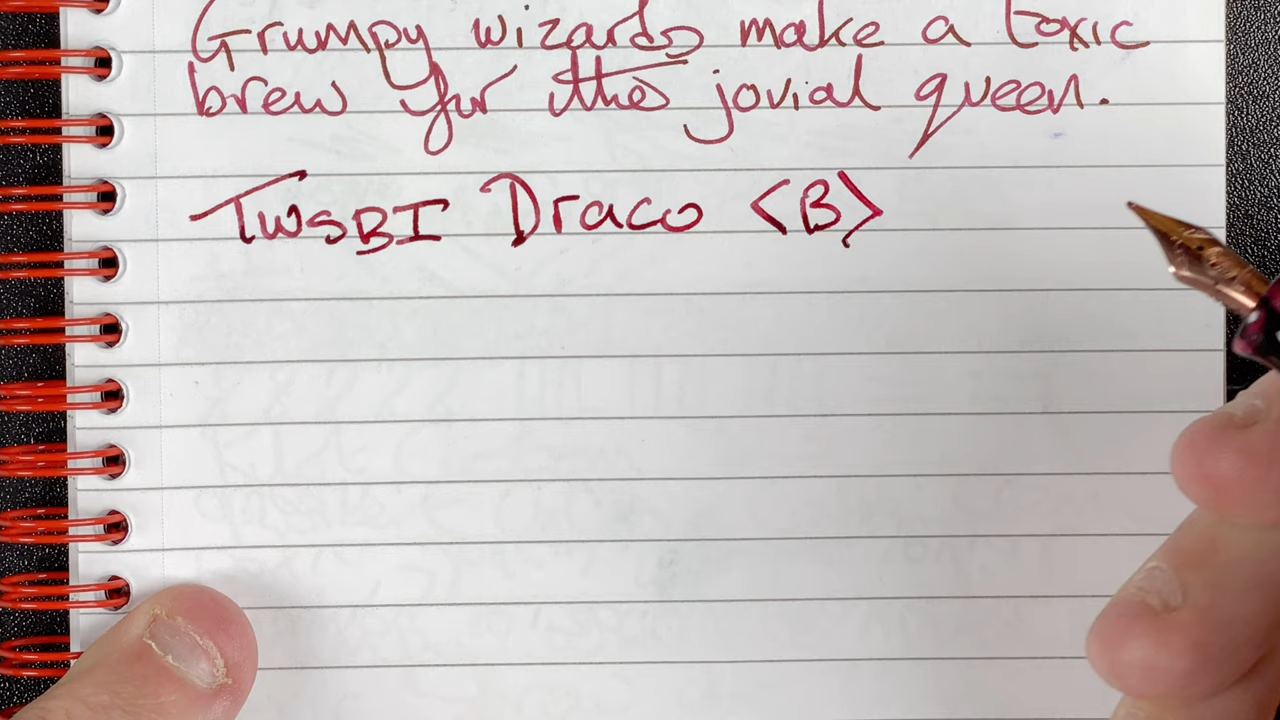 Grumpy wizards make a toxic
brew for the jovial queen.
TWSBI Draco <B>